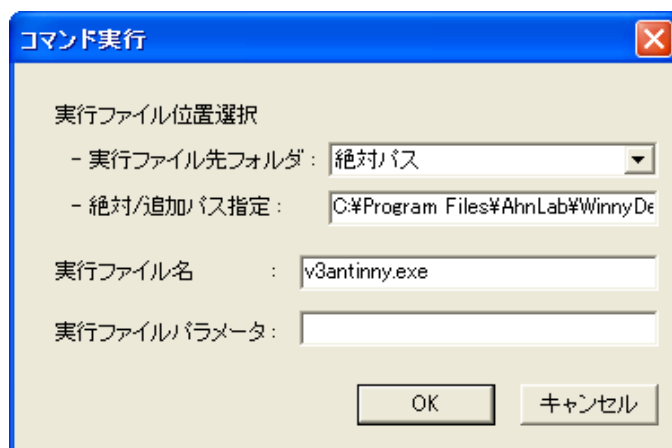 コマンド実行
実行ファイル位置選択
- 実行ファイル先フォルダ : 絶対パス
- 絶対/追加パス指定 : C:¥Program Files¥AhnLab¥WinnyDe
実行ファイル名 : v3antinny.exe
実行ファイルパラメータ :
OK キャンセル